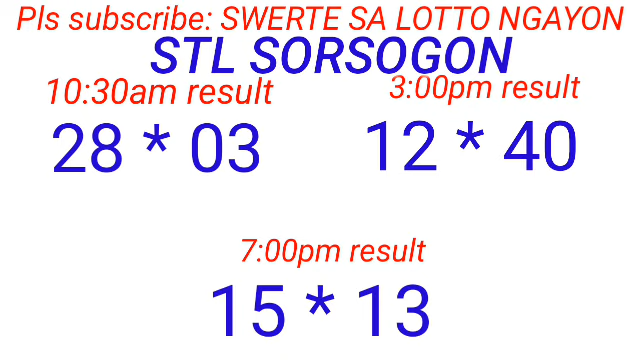 Pls subscribe: SWERTE SA LOTTO NGAYON
STL SORSOGON
10:30am result
28 * 03
3:00pm result
12 * 40
7:00pm result
15 * 13